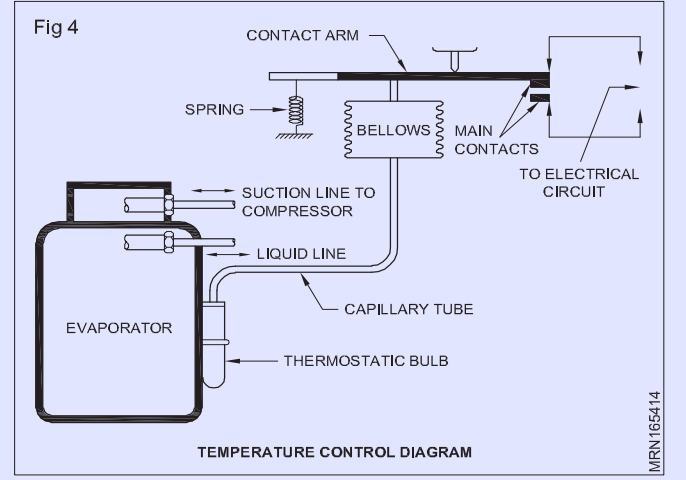 Fig 4
CONTACT ARM
SPRING
BELLOWS
MAIN
CONTACTS
TO ELECTRICAL
CIRCUIT
SUCTION LINE TO
COMPRESSOR
LIQUID LINE
CAPILLARY TUBE
EVAPORATOR
THERMOSTATIC BULB
TEMPERATURE CONTROL DIAGRAM
MRN165414